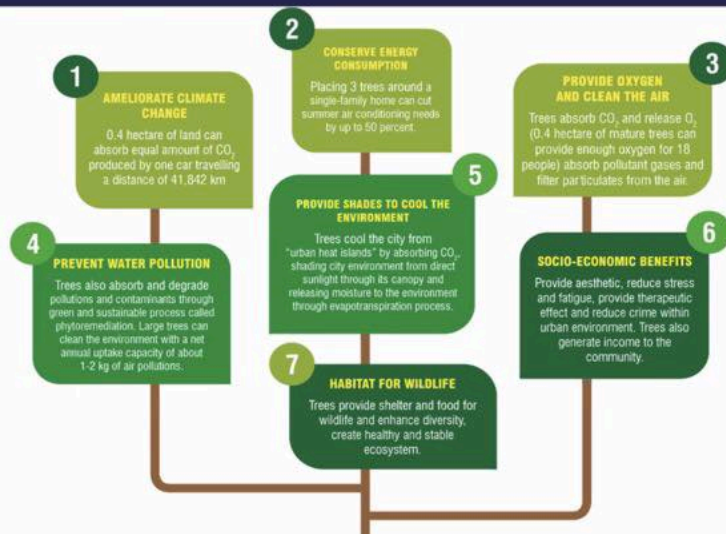 1
AMELIORATE CLIMATE
CHANGE
0.4 hectare of land can
absorb equal amount of CO₂
produced by one car travelling
a distance of 41,842 km
2
CONSERVE ENERGY
CONSUMPTION
Placing 3 trees around a
single-family home can cut
summer air conditioning needs
by up to 50 percent.
3
PROVIDE OXYGEN
AND CLEAN THE AIR
Trees absorb CO₂ and release O₂
(0.4 hectare of mature trees can
provide enough oxygen for 18
people) absorb pollutant gases and
filter particulates from the air.
4
PREVENT WATER POLLUTION
Trees also absorb and degrade
pollutions and contaminants through
green and sustainable process called
phytoremediation. Large trees can
clean the environment with a net
annual uptake capacity of about
1-2 kg of air pollutions.
5
PROVIDE SHADES TO COOL THE
ENVIRONMENT
Trees cool the city from
"urban heat islands" by absorbing CO₂,
shading city environment from direct
sunlight through its canopy and
releasing moisture to the environment
through evapotranspiration process.
6
SOCIO-ECONOMIC BENEFITS
Provide aesthetic, reduce stress
and fatigue, provide therapeutic
effect and reduce crime within
urban environment. Trees also
generate income to the
community.
7
HABITAT FOR WILDLIFE
Trees provide shelter and food for
wildlife and enhance diversity,
create healthy and stable
ecosystem.